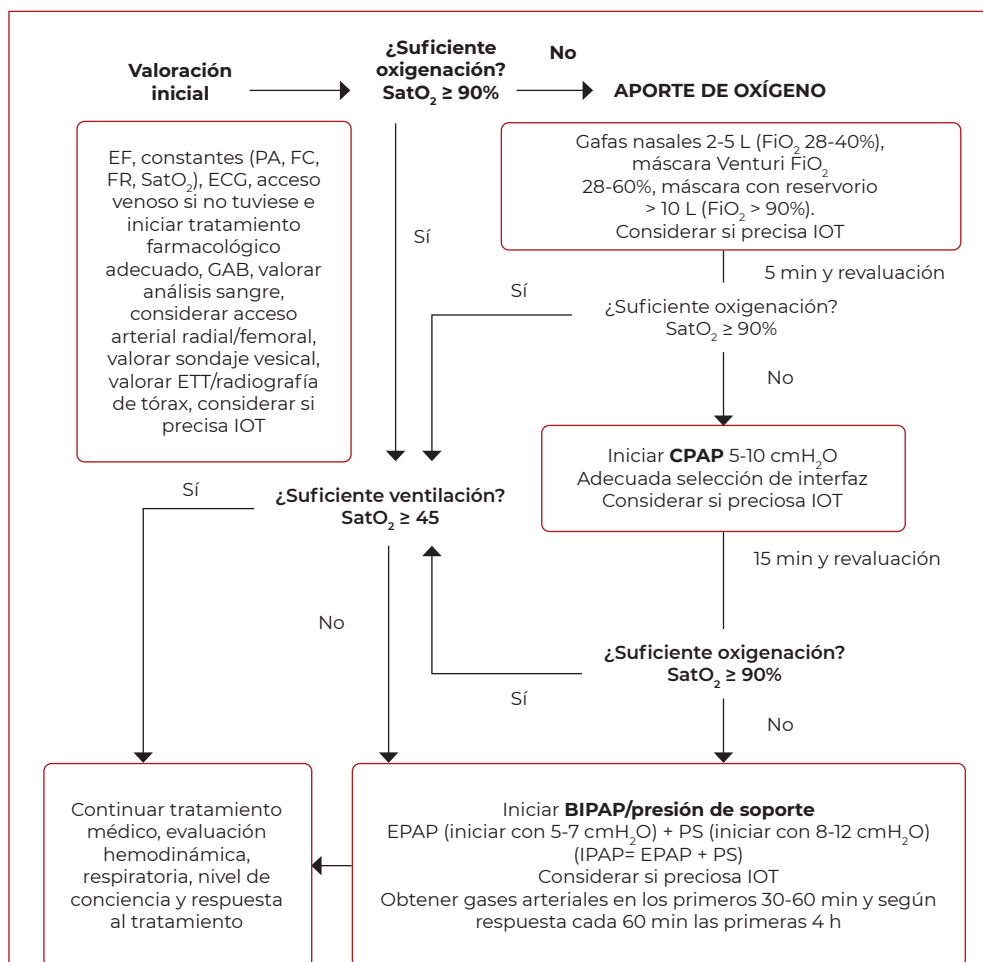 Valoración
inicial
¿Suficiente
oxigenación?
SatO₂ ≥ 90%
No
APORTE DE OXÍGENO
EF, constantes (PA, FC,
FR, SatO₂), ECG, acceso
venoso si no tuviese e
iniciar tratamiento
farmacológico
adecuado, GAB, valorar
análisis sangre,
considerar acceso
arterial radial/femoral,
valorar sondaje vesical,
valorar ETT/radiografía
de tórax, considerar si
precisa IOT
Sí
Gafas nasales 2-5 L (FiO₂ 28-40%),
máscara Venturi FiO₂
28-60%, máscara con reservorio
> 10 L (FiO₂ > 90%).
Considerar si precisa IOT
5 min y revaluación
Sí
¿Suficiente oxigenación?
SatO₂ ≥ 90%
No
Iniciar CPAP 5-10 cmH₂O
Adecuada selección de interfaz
Considerar si preciosa IOT
Sí
¿Suficiente ventilación?
SatO₂ ≥ 45
15 min y revaluación
No
¿Suficiente oxigenación?
SatO₂ ≥ 90%
Sí
No
Continuar tratamiento
médico, evaluación
hemodinámica,
respiratoria, nivel de
conciencia y respuesta
al tratamiento
Iniciar BIPAP/presión de soporte
EPAP (iniciar con 5-7 cmH₂O) + PS (iniciar con 8-12 cmH₂O)
(IPAP= EPAP + PS)
Considerar si preciosa IOT
Obtener gases arteriales en los primeros 30-60 min y según
respuesta cada 60 min las primeras 4 h